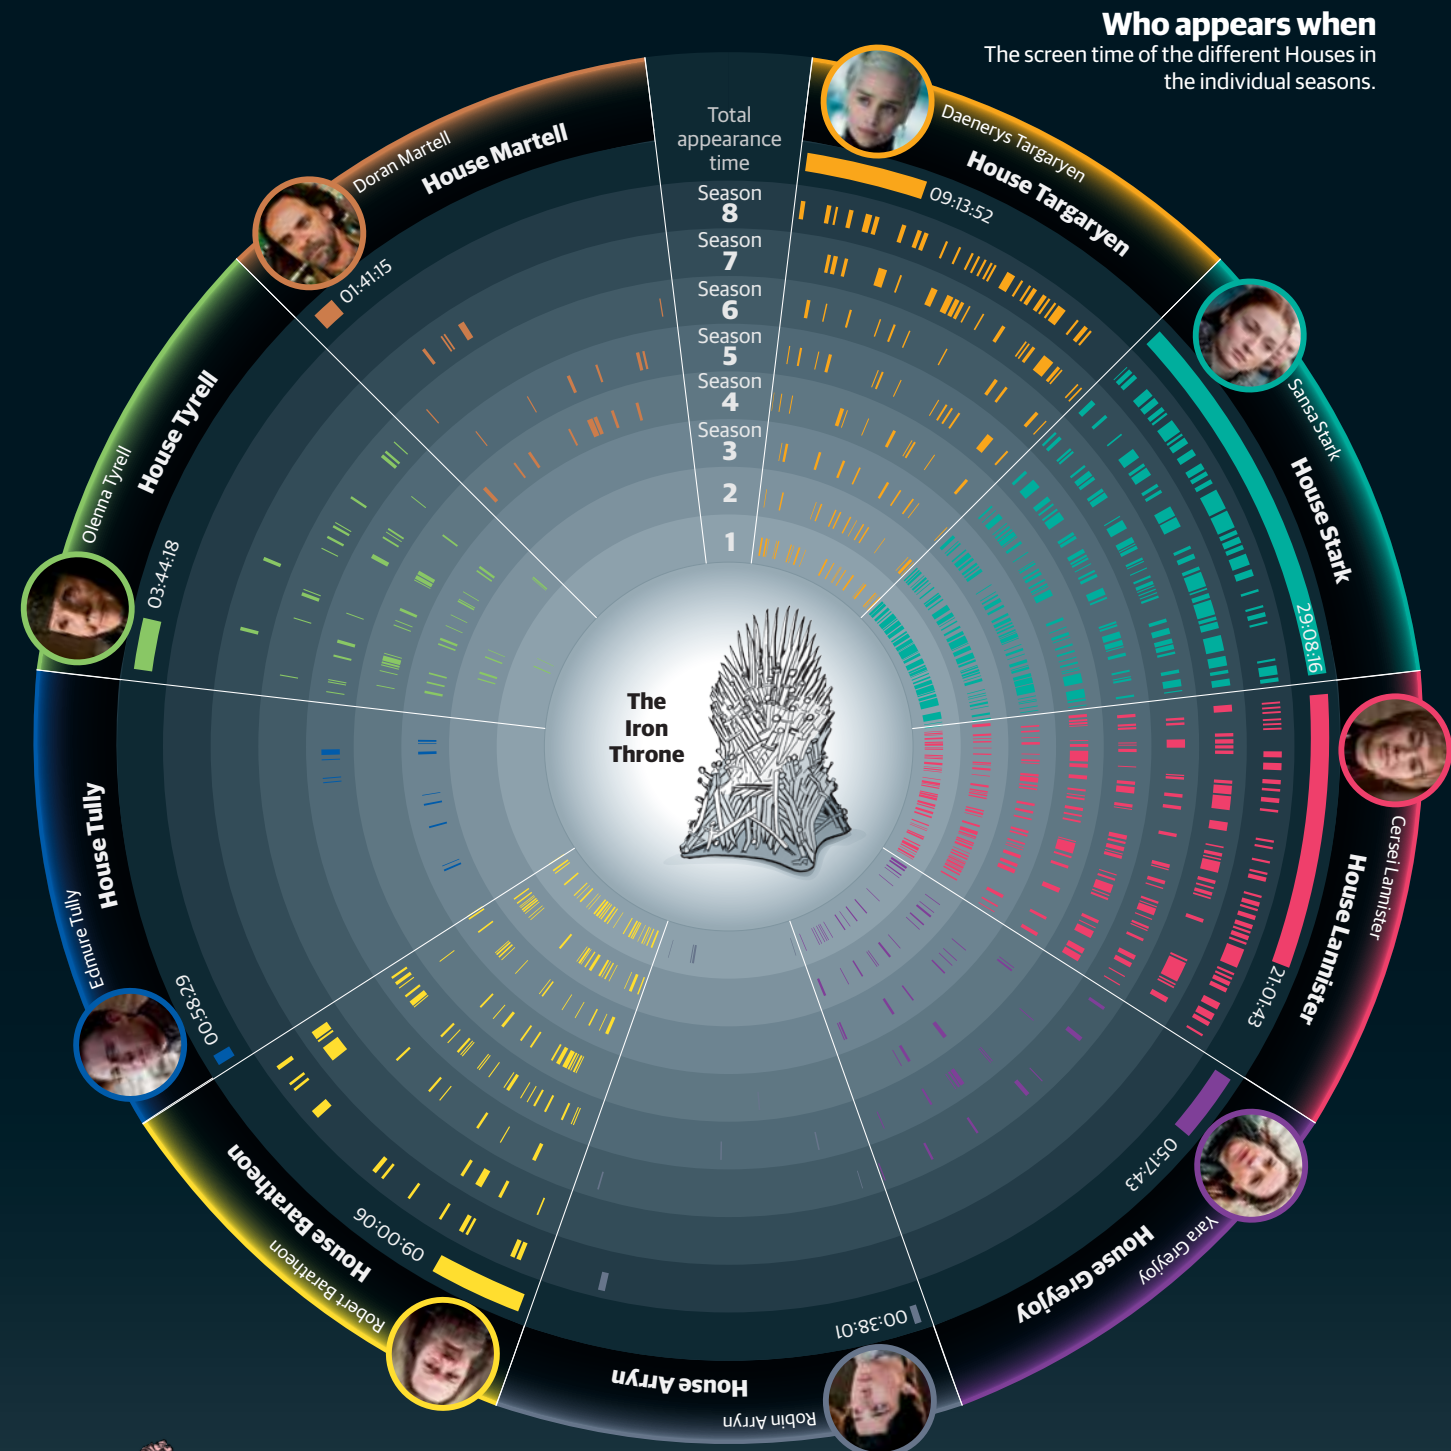 Who appears when
The screen time of the different Houses in
the individual seasons.
Total
appearance
time
Season
8
Season
7
Season
6
Season
5
Season
4
Season
3
2
1
Daenerys Targaryen
House Targaryen
09:13:52
Sansa Stark
House Stark
29:08:16
Cersei Lannister
House Lannister
21:01:43
Yara Greyjoy
House Greyjoy
05:17:43
Robin Arryn
House Arryn
00:38:01
Robert Baratheon
House Baratheon
09:00:06
Edmure Tully
House Tully
00:58:29
Olenna Tyrell
House Tyrell
03:44:18
Doran Martell
House Martell
01:41:15
The
Iron
Throne